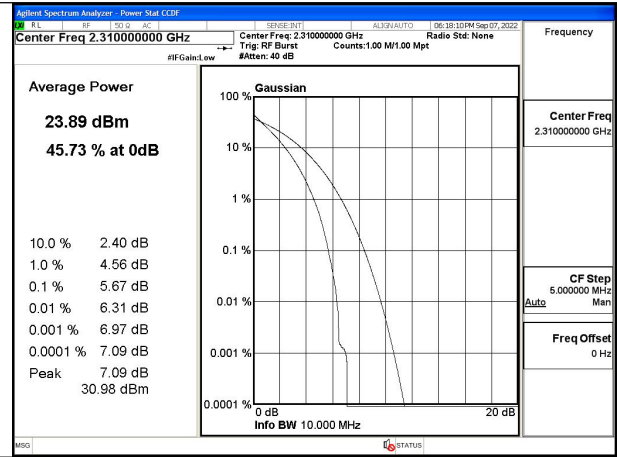 Agilent Spectrum Analyzer - Power Stat CCDF
RL RF 50 Ω AC SENSE:INT ALIGN AUTO 06:18:10 PM Sep 07, 2022
Center Freq 2.310000000 GHz
Center Freq: 2.310000000 GHz Radio Std: None
Trig: RF Burst Counts:1.00 M/1.00 Mpt
#IFGain:Low #Atten: 40 dB
Frequency
Average Power
23.89 dBm
45.73 % at 0dB
10.0 % 2.40 dB
1.0 % 4.56 dB
0.1 % 5.67 dB
0.01 % 6.31 dB
0.001 % 6.97 dB
0.0001 % 7.09 dB
Peak 7.09 dB
30.98 dBm
Gaussian
100 %
10 %
1 %
0.1 %
0.01 %
0.001 %
0.0001 %
0 dB 20 dB
Info BW 10.000 MHz
Center Freq
2.310000000 GHz
CF Step
5.000000 MHz
Auto Man
Freq Offset
0 Hz
MSG STATUS